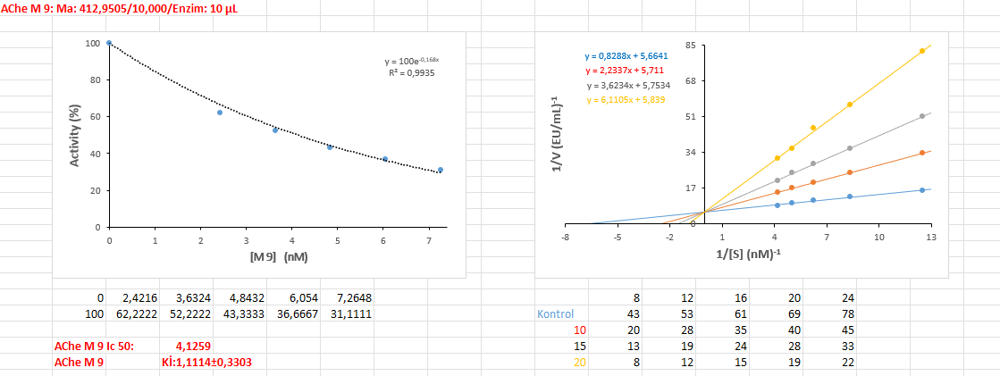 AChe M 9: Ma: 412,9505/10,000/Enzim: 10 µL
100
80
60
40
20
0
Activity (%)
y = 100e-0,168x
R² = 0,9935
0 1 2 3 4 5 6 7
[M 9] (nM)
85
68
51
34
17
0
1/V (EU/mL)-1
y = 0,8288x + 5,6641
y = 2,2337x + 5,711
y = 3,6234x + 5,7534
y = 6,1105x + 5,839
-8 -5 -2 1 4 7 10 13
1/[S] (nM)-1
0 2,4216 3,6324 4,8432 6,054 7,2648
100 62,2222 52,2222 43,3333 36,6667 31,1111
AChe M 9 Ic 50: 4,1259
AChe M 9 Kİ:1,1114±0,3303
8 12 16 20 24
Kontrol 43 53 61 69 78
10 20 28 35 40 45
15 13 19 24 28 33
20 8 12 15 19 22